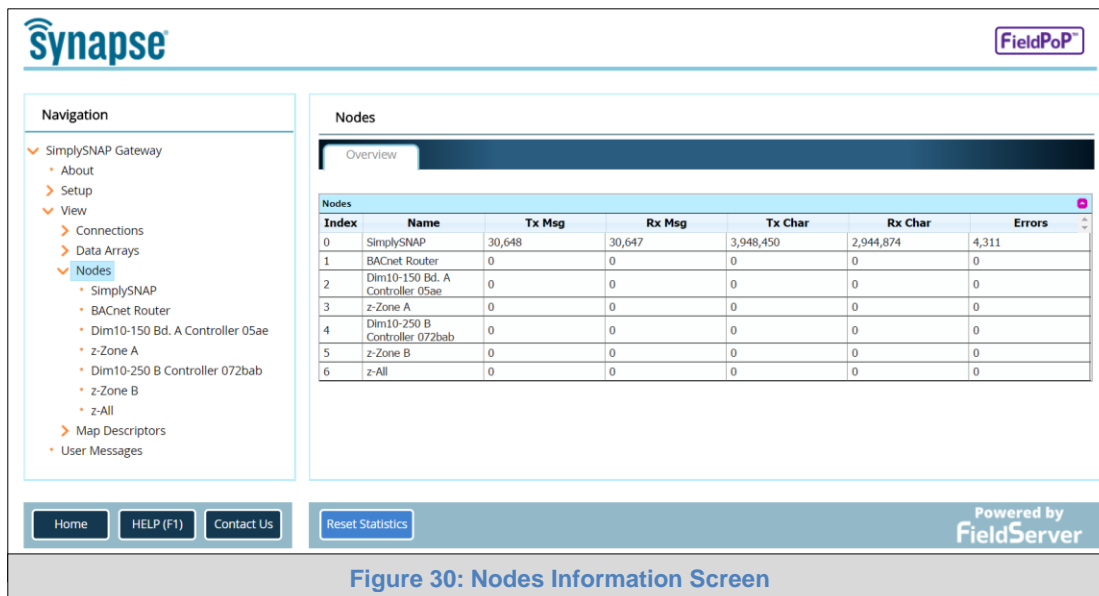 synapse
FieldPoP™
Navigation
SimplySNAP Gateway
About
Setup
View
Connections
Data Arrays
Nodes
SimplySNAP
BACnet Router
Dim10-150 Bd. A Controller 05ae
z-Zone A
Dim10-250 B Controller 072bab
z-Zone B
z-All
Map Descriptors
User Messages
Nodes
Overview
Nodes
Index Name Tx Msg Rx Msg Tx Char Rx Char Errors
0 SimplySNAP 30,648 30,647 3,948,450 2,944,874 4,311
1 BACnet Router 0 0 0 0 0
2 Dim10-150 Bd. A Controller 05ae 0 0 0 0 0
3 z-Zone A 0 0 0 0 0
4 Dim10-250 B Controller 072bab 0 0 0 0 0
5 z-Zone B 0 0 0 0 0
6 z-All 0 0 0 0 0
Home HELP (F1) Contact Us
Reset Statistics
Powered by
FieldServer
Figure 30: Nodes Information Screen